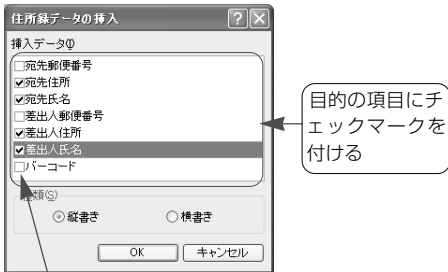 住所録データの挿入
挿入データ(I)
宛先郵便番号
宛先住所
宛先氏名
差出人郵便番号
差出人住所
差出人氏名
バーコード
種類(S)
縦書き
横書き
OK
キャンセル
目的の項目にチ
ェックマークを
付ける